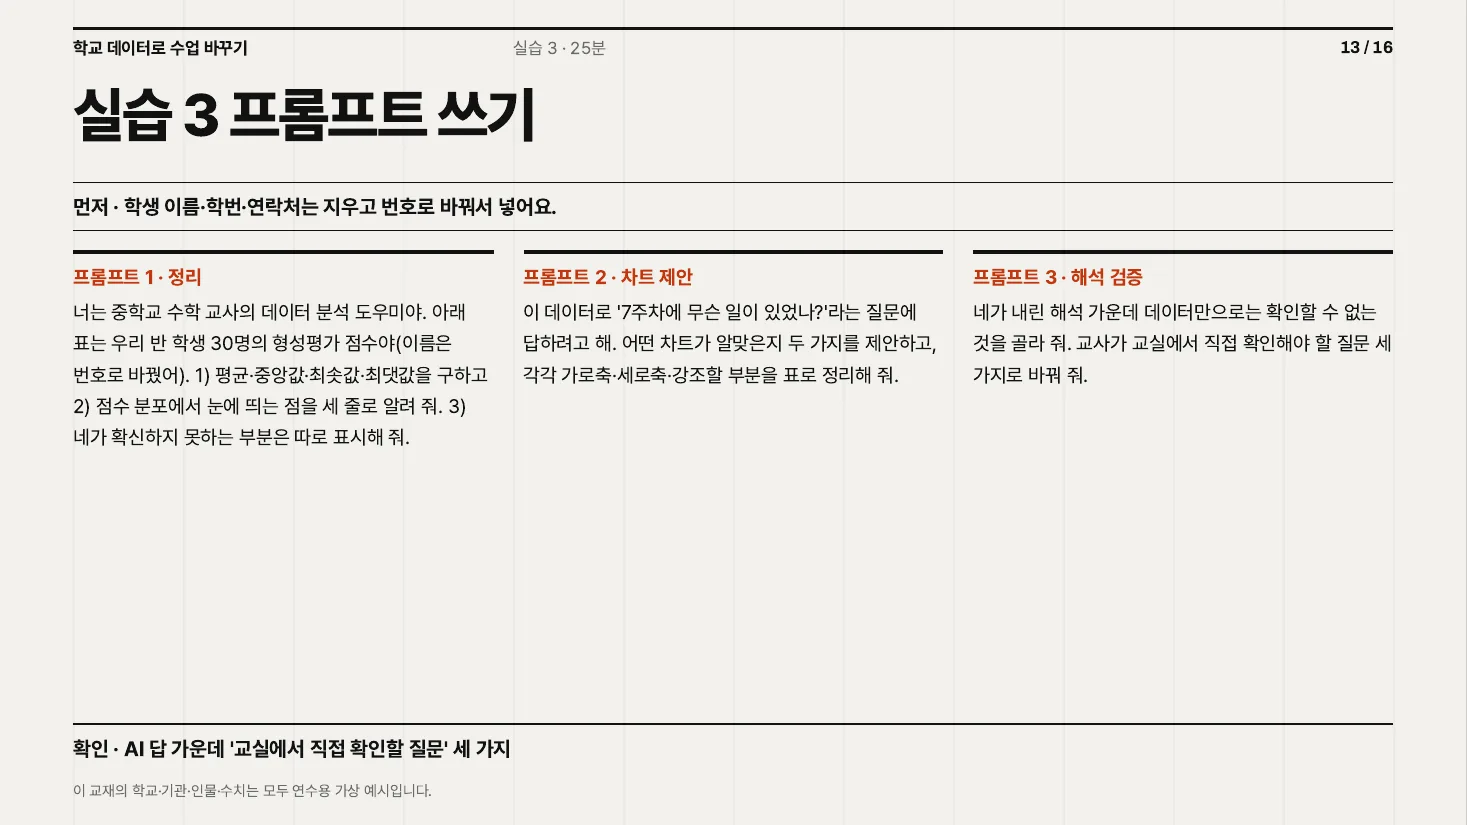 학교 데이터로 수업 바꾸기
실습 3 · 25분
13 / 16
실습 3 프롬프트 쓰기
먼저 · 학생 이름·학번·연락처는 지우고 번호로 바꿔서 넣어요.
프롬프트 1 · 정리
너는 중학교 수학 교사의 데이터 분석 도우미야. 아래
표는 우리 반 학생 30명의 형성평가 점수야(이름은
번호로 바꿨어). 1) 평균·중앙값·최솟값·최댓값을 구하고
2) 점수 분포에서 눈에 띄는 점을 세 줄로 알려 줘. 3)
네가 확신하지 못하는 부분은 따로 표시해 줘.
프롬프트 2 · 차트 제안
이 데이터로 '7주차에 무슨 일이 있었나?'라는 질문에
답하려고 해. 어떤 차트가 알맞은지 두 가지를 제안하고,
각각 가로축·세로축·강조할 부분을 표로 정리해 줘.
프롬프트 3 · 해석 검증
네가 내린 해석 가운데 데이터만으로는 확인할 수 없는
것을 골라 줘. 교사가 교실에서 직접 확인해야 할 질문 세
가지로 바꿔 줘.
확인 · AI 답 가운데 '교실에서 직접 확인할 질문' 세 가지
이 교재의 학교·기관·인물·수치는 모두 연수용 가상 예시입니다.